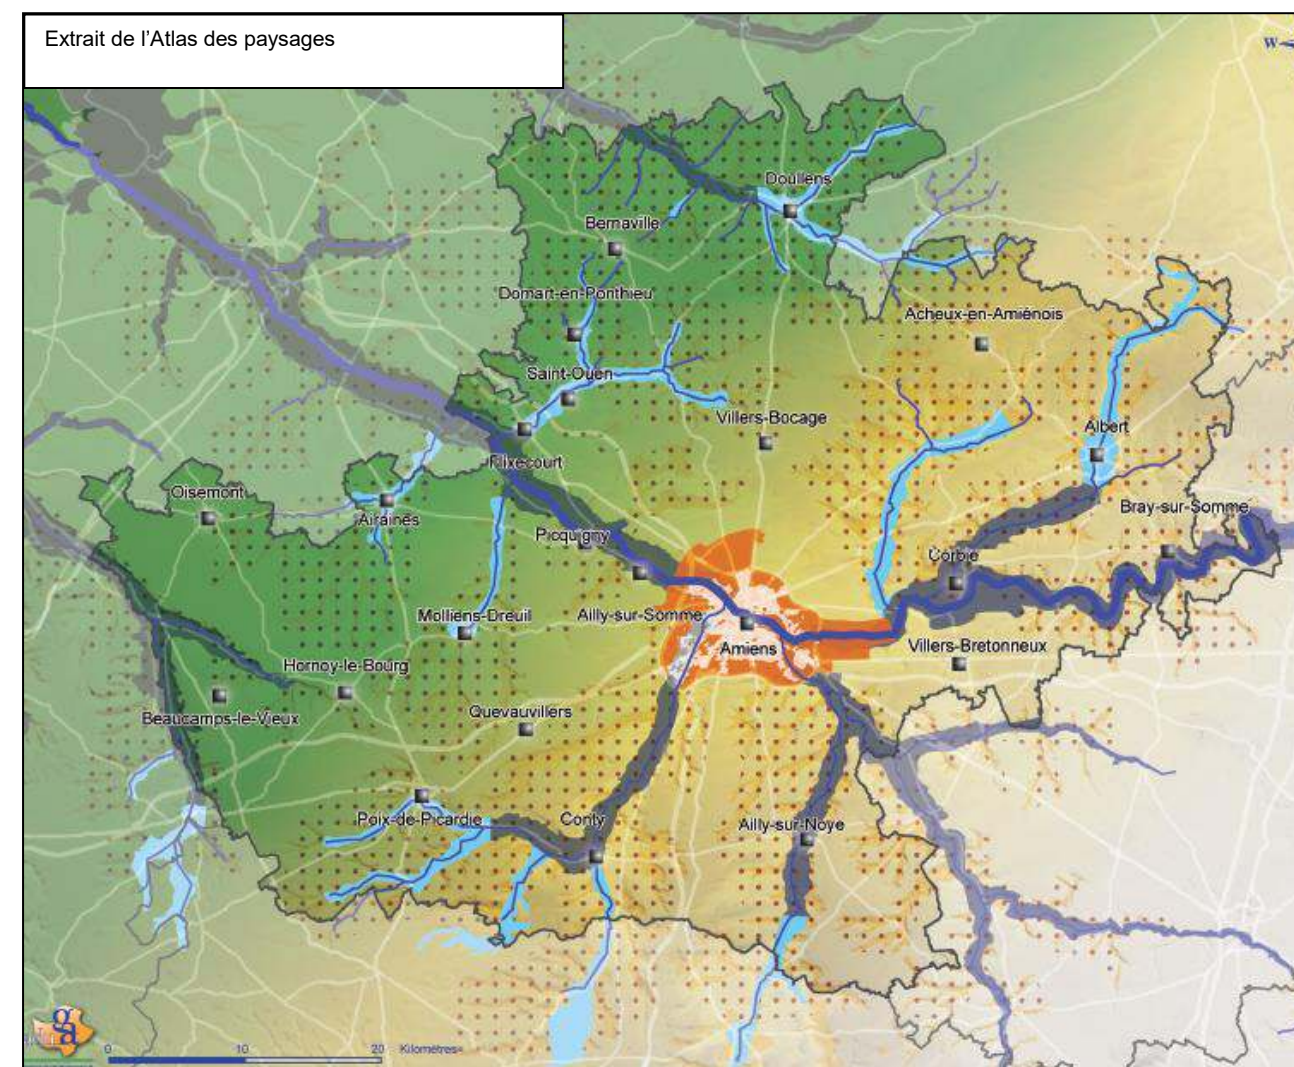 Extrait de l'Atlas des paysages
W
Doullens
Bernaville
Domart-en-Ponthieu
Acheux-en-Amiénois
Saint-Ouen
Villers-Bocage
Albert
Flixecourt
Oisemont
Airaines
Bray-sur-Somme
Picquigny
Corbie
Molliens-Dreuil
Ailly-sur-Somme
Amiens
Villers-Bretonneux
Hornoy-le-Bourg
Beaucamps-le-Vieux
Quevauvillers
Poix-de-Picardie
Conty
Ailly-sur-Noye
0 10 20 Kilomètres